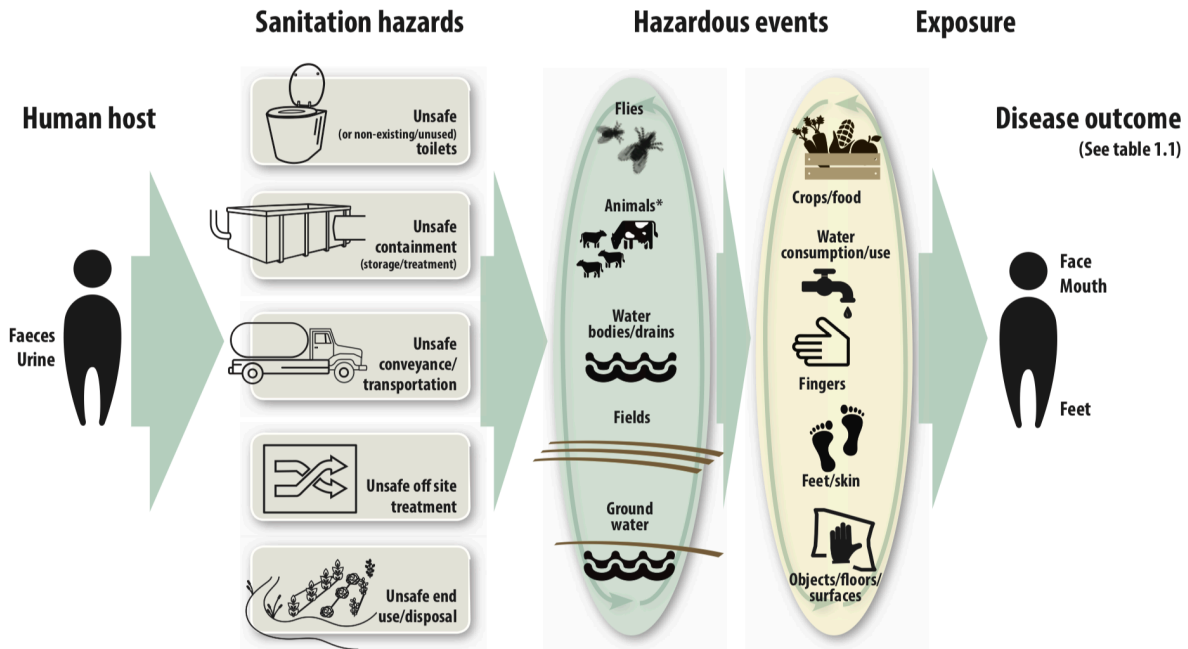 Sanitation hazards
Hazardous events
Exposure
Human host
Disease outcome
(See table 1.1)
Faeces
Urine
Unsafe
(or non-existing/unused)
toilets
Unsafe
containment
(storage/treatment)
Unsafe
conveyance/
transportation
Unsafe off site
treatment
Unsafe end
use/disposal
Flies
Animals*
Water
bodies/drains
Fields
Ground
water
Crops/food
Water
consumption/use
Fingers
Feet/skin
Objects/floors/
surfaces
Face
Mouth
Feet